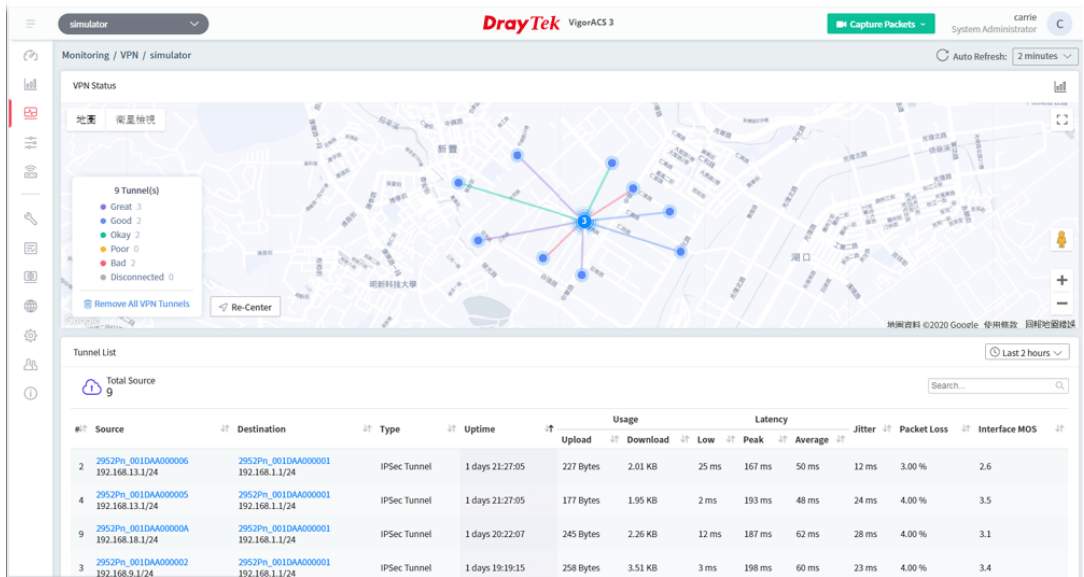 simulator
DrayTek VigorACS 3
Capture Packets
carrie
System Administrator
C
Monitoring / VPN / simulator
Auto Refresh: 2 minutes
VPN Status
地圖 衛星檢視
新豐
湖口
明新科技大學
3
9 Tunnel(s)
Great 3
Good 2
Okay 2
Poor 0
Bad 2
Disconnected 0
Remove All VPN Tunnels
Re-Center
Google
地圖資料 ©2020 Google 使用條款 回報地圖錯誤
Tunnel List
Last 2 hours
Total Source
9
Search...
Usage Latency
# Source Destination Type Uptime Upload Download Low Peak Average Jitter Packet Loss Interface MOS
2 2952Pn_001DAA000006 2952Pn_001DAA000001 IPSec Tunnel 1 days 21:27:05 227 Bytes 2.01 KB 25 ms 167 ms 50 ms 12 ms 3.00 % 2.6
192.168.13.1/24 192.168.1.1/24
4 2952Pn_001DAA000005 2952Pn_001DAA000001 IPSec Tunnel 1 days 21:27:05 177 Bytes 1.95 KB 2 ms 193 ms 48 ms 24 ms 4.00 % 3.5
192.168.13.1/24 192.168.1.1/24
9 2952Pn_001DAA00000A 2952Pn_001DAA000001 IPSec Tunnel 1 days 20:22:07 245 Bytes 2.26 KB 12 ms 187 ms 62 ms 28 ms 4.00 % 3.1
192.168.18.1/24 192.168.1.1/24
3 2952Pn_001DAA000002 2952Pn_001DAA000001 IPSec Tunnel 1 days 19:19:15 258 Bytes 3.51 KB 3 ms 198 ms 60 ms 23 ms 4.00 % 3.4
192.168.9.1/24 192.168.1.1/24